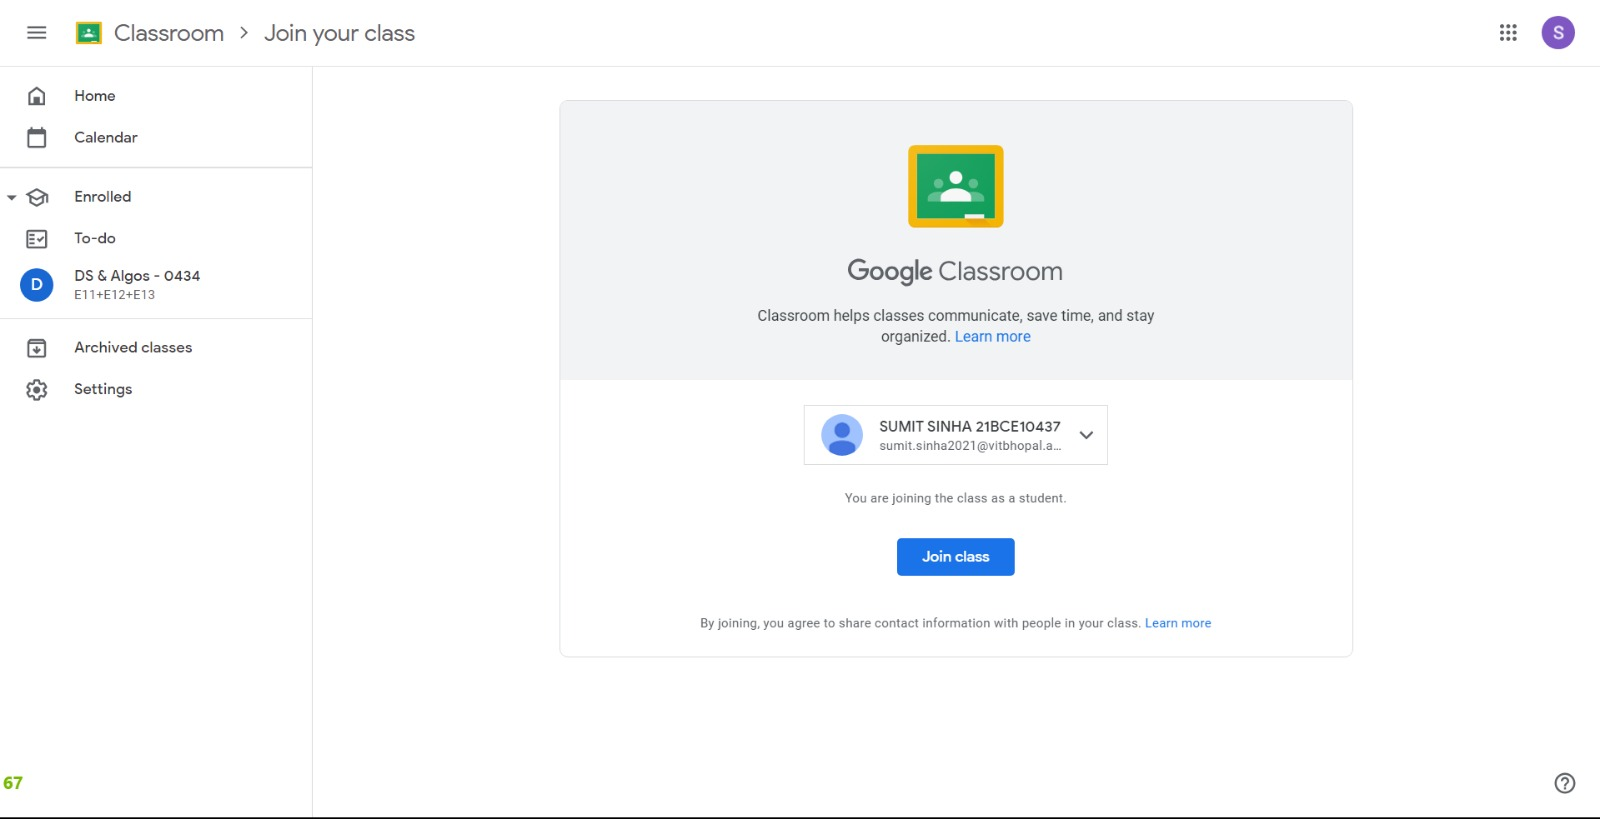 Classroom > Join your class
S
Home
Calendar
Enrolled
To-do
D
DS & Algos - 0434
E11+E12+E13
Archived classes
Settings
Google Classroom
Classroom helps classes communicate, save time, and stay
organized. Learn more
SUMIT SINHA 21BCE10437
sumit.sinha2021@vitbhopal.a...
You are joining the class as a student.
Join class
By joining, you agree to share contact information with people in your class. Learn more
67
?